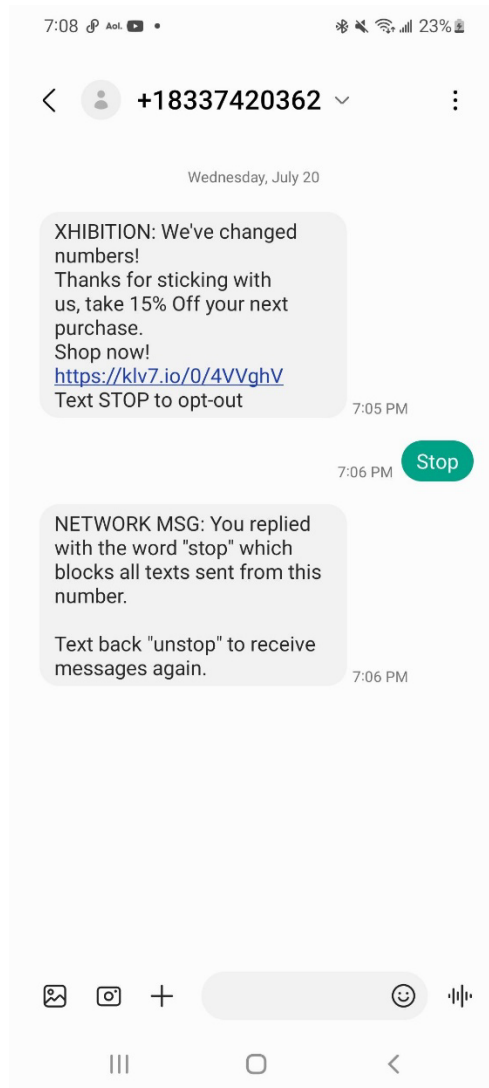 7:08 Aol. 23%
+18337420362
Wednesday, July 20
XHIBITION: We've changed
numbers!
Thanks for sticking with
us, take 15% Off your next
purchase.
Shop now!
https://klv7.io/0/4VVghV
Text STOP to opt-out
7:05 PM
Stop
7:06 PM
NETWORK MSG: You replied
with the word "stop" which
blocks all texts sent from this
number.
Text back "unstop" to receive
messages again.
7:06 PM